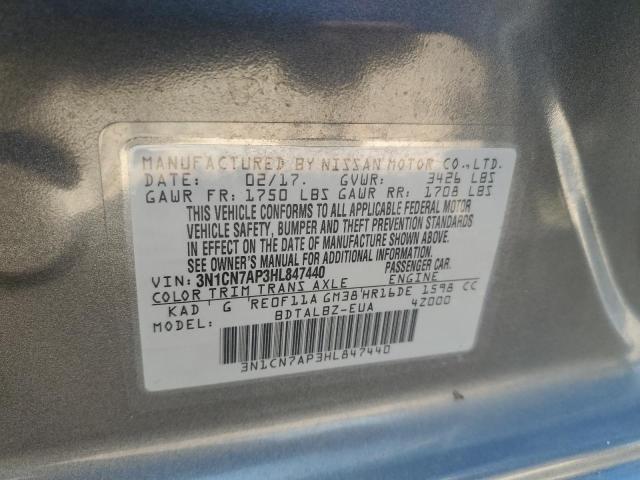 MANUFACTURED BY NISSAN MOTOR CO.,LTD.
DATE: 02/17. GVWR: 3426 LBS
GAWR FR: 1750 LBS GAWR RR: 1708 LBS
THIS VEHICLE CONFORMS TO ALL APPLICABLE FEDERAL MOTOR
VEHICLE SAFETY, BUMPER AND THEFT PREVENTION STANDARDS
IN EFFECT ON THE DATE OF MANUFACTURE SHOWN ABOVE.
SEE OWNER'S MANUAL FOR ADDITIONAL INFORMATION.
VIN: 3N1CN7AP3HL847440 PASSENGER CAR.
COLOR TRIM TRANS AXLE ENGINE
KAD G RE0F11A GM38 HR16DE 1598 CC
MODEL: BDTALBZ-EUA 4Z000
3N1CN7AP3HL847440